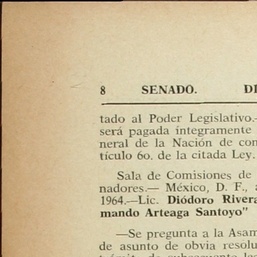 8 SENADO.
tado al Poder Legislativo.—
será pagada íntegramente
neral de la Nación de con
tículo 6o. de la citada Ley.
Sala de Comisiones de
nadores.— México, D. F., a
1964.—Lic. Diódoro Rivera
mando Arteaga Santoyo"
—Se pregunta a la Asam
de asunto de obvia resolu